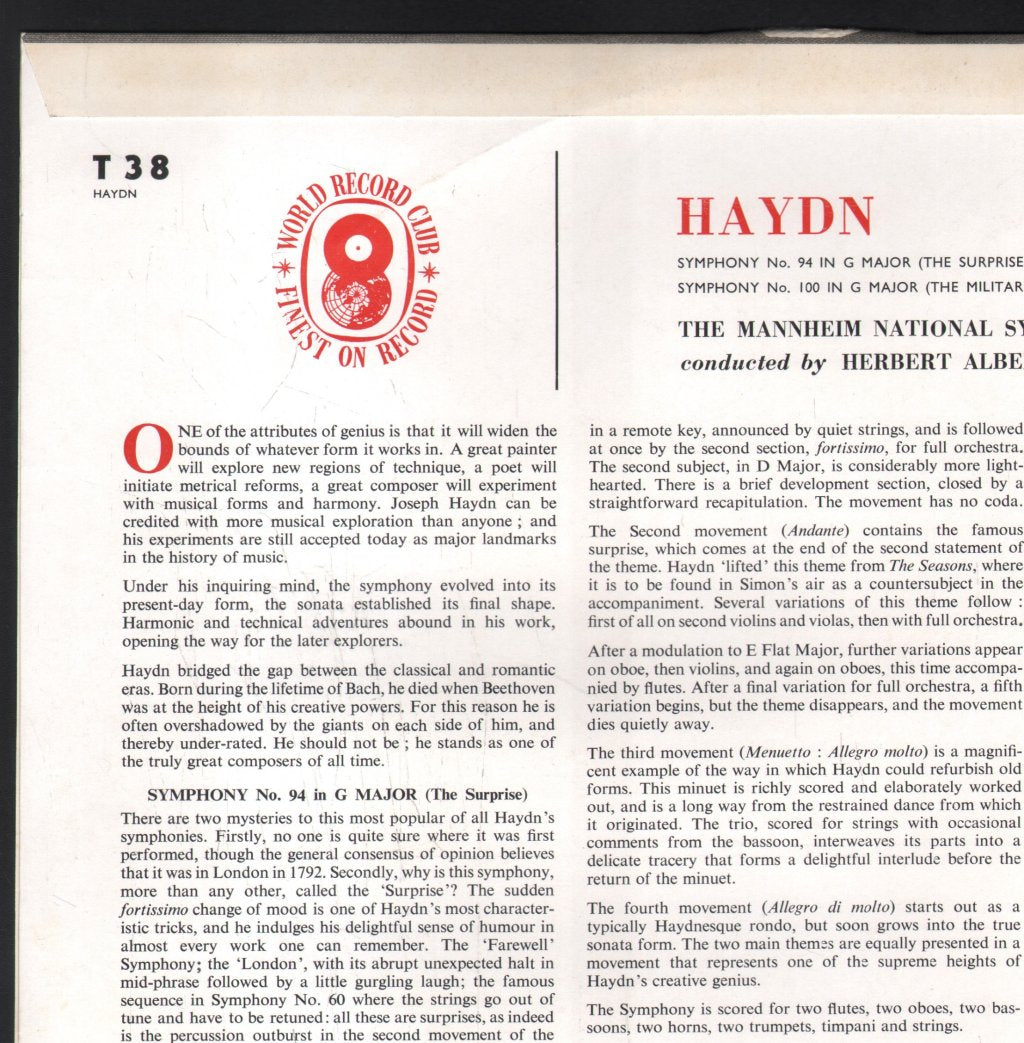 T 38
HAYDN
WORLD RECORD CLUB
FINEST ON RECORD
HAYDN
SYMPHONY No. 94 IN G MAJOR (THE SURPRISE
SYMPHONY No. 100 IN G MAJOR (THE MILITAR
THE MANNHEIM NATIONAL SY
conducted by HERBERT ALBE
ONE of the attributes of genius is that it will widen the
bounds of whatever form it works in. A great painter
will explore new regions of technique, a poet will
initiate metrical reforms, a great composer will experiment
with musical forms and harmony. Joseph Haydn can be
credited with more musical exploration than anyone ; and
his experiments are still accepted today as major landmarks
in the history of music.
Under his inquiring mind, the symphony evolved into its
present-day form, the sonata established its final shape.
Harmonic and technical adventures abound in his work,
opening the way for the later explorers.
Haydn bridged the gap between the classical and romantic
eras. Born during the lifetime of Bach, he died when Beethoven
was at the height of his creative powers. For this reason he is
often overshadowed by the giants on each side of him, and
thereby under-rated. He should not be ; he stands as one of
the truly great composers of all time.
SYMPHONY No. 94 in G MAJOR (The Surprise)
There are two mysteries to this most popular of all Haydn's
symphonies. Firstly, no one is quite sure where it was first
performed, though the general consensus of opinion believes
that it was in London in 1792. Secondly, why is this symphony,
more than any other, called the 'Surprise'? The sudden
fortissimo change of mood is one of Haydn's most character-
istic tricks, and he indulges his delightful sense of humour in
almost every work one can remember. The 'Farewell'
Symphony; the 'London', with its abrupt unexpected halt in
mid-phrase followed by a little gurgling laugh; the famous
sequence in Symphony No. 60 where the strings go out of
tune and have to be retuned: all these are surprises, as indeed
is the percussion outburst in the second movement of the
in a remote key, announced by quiet strings, and is followed
at once by the second section, fortissimo, for full orchestra.
The second subject, in D Major, is considerably more light-
hearted. There is a brief development section, closed by a
straightforward recapitulation. The movement has no coda.
The Second movement (Andante) contains the famous
surprise, which comes at the end of the second statement of
the theme. Haydn 'lifted' this theme from The Seasons, where
it is to be found in Simon's air as a countersubject in the
accompaniment. Several variations of this theme follow :
first of all on second violins and violas, then with full orchestra.
After a modulation to E Flat Major, further variations appear
on oboe, then violins, and again on oboes, this time accompa-
nied by flutes. After a final variation for full orchestra, a fifth
variation begins, but the theme disappears, and the movement
dies quietly away.
The third movement (Menuetto : Allegro molto) is a magnifi-
cent example of the way in which Haydn could refurbish old
forms. This minuet is richly scored and elaborately worked
out, and is a long way from the restrained dance from which
it originated. The trio, scored for strings with occasional
comments from the bassoon, interweaves its parts into a
delicate tracery that forms a delightful interlude before the
return of the minuet.
The fourth movement (Allegro di molto) starts out as a
typically Haydnesque rondo, but soon grows into the true
sonata form. The two main themes are equally presented in a
movement that represents one of the supreme heights of
Haydn's creative genius.
The Symphony is scored for two flutes, two oboes, two bas-
soons, two horns, two trumpets, timpani and strings.